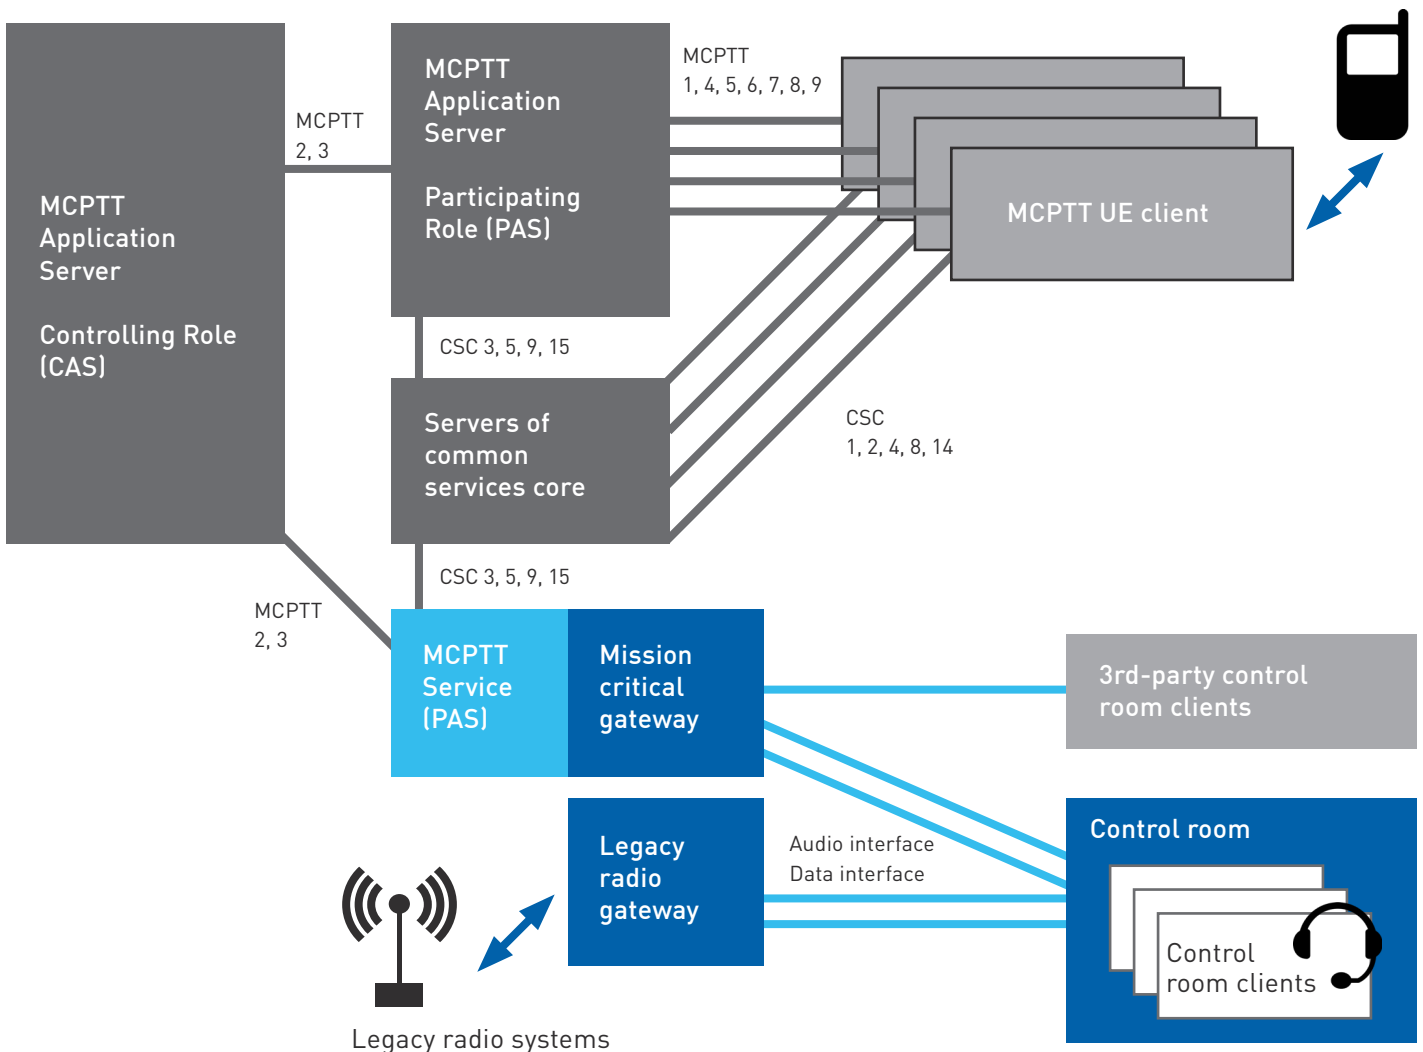 MCPTT
Application
Server
Controlling Role
(CAS)
MCPTT
2, 3
MCPTT
Application
Server
Participating
Role (PAS)
MCPTT
1, 4, 5, 6, 7, 8, 9
MCPTT UE client
CSC 3, 5, 9, 15
Servers of
common
services core
CSC
1, 2, 4, 8, 14
CSC 3, 5, 9, 15
MCPTT
2, 3
MCPTT
Service
(PAS)
Mission
critical
gateway
3rd-party control
room clients
Legacy
radio
gateway
Audio interface
Data interface
Control room
Control
room clients
Legacy radio systems